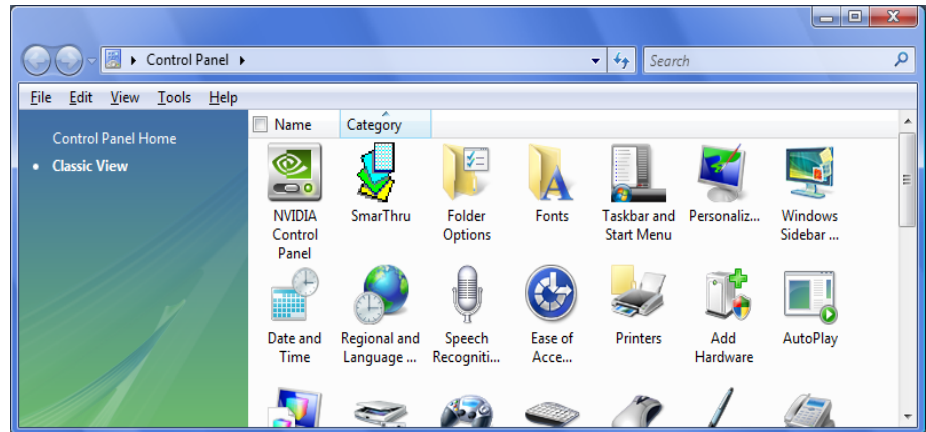 Control Panel
Search
File Edit View Tools Help
Control Panel Home
Classic View
Name Category
NVIDIA Control Panel
SmarThru
Folder Options
Fonts
Taskbar and Start Menu
Personaliz...
Windows Sidebar ...
Date and Time
Regional and Language ...
Speech Recogniti...
Ease of Acce...
Printers
Add Hardware
AutoPlay